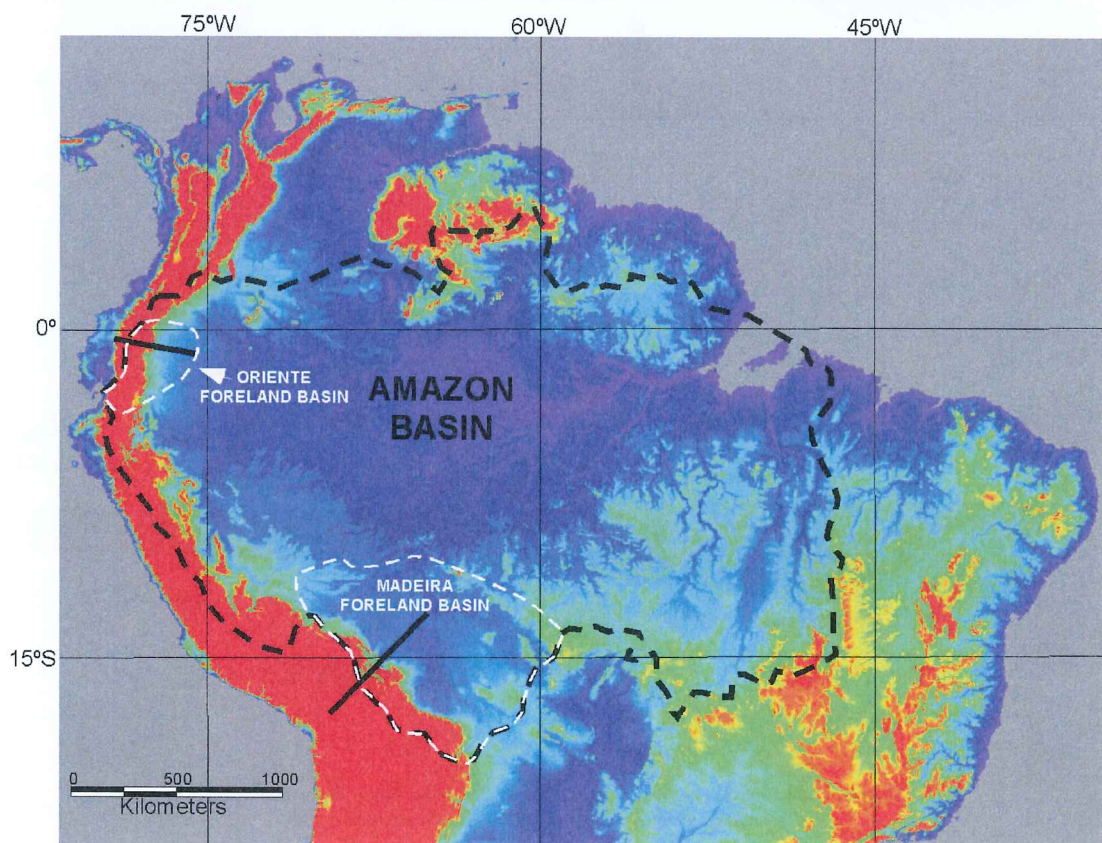 75ºW 60ºW 45ºW
0º
ORIENTE
FORELAND BASIN
AMAZON
BASIN
MADEIRA
FORELAND BASIN
15ºS
0 500 1000
Kilometers